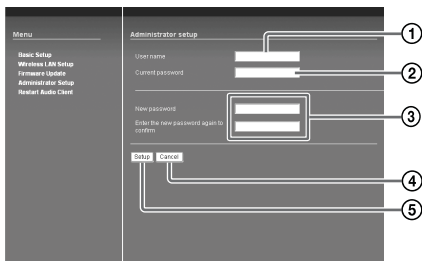 Menu
Basic Setup
Wireless LAN Setup
Firmware Update
Administrator Setup
Restart Audio Client
Administrator setup
User name
Current password
New password
Enter the new password again to
confirm
Setup Cancel
1
2
3
4
5